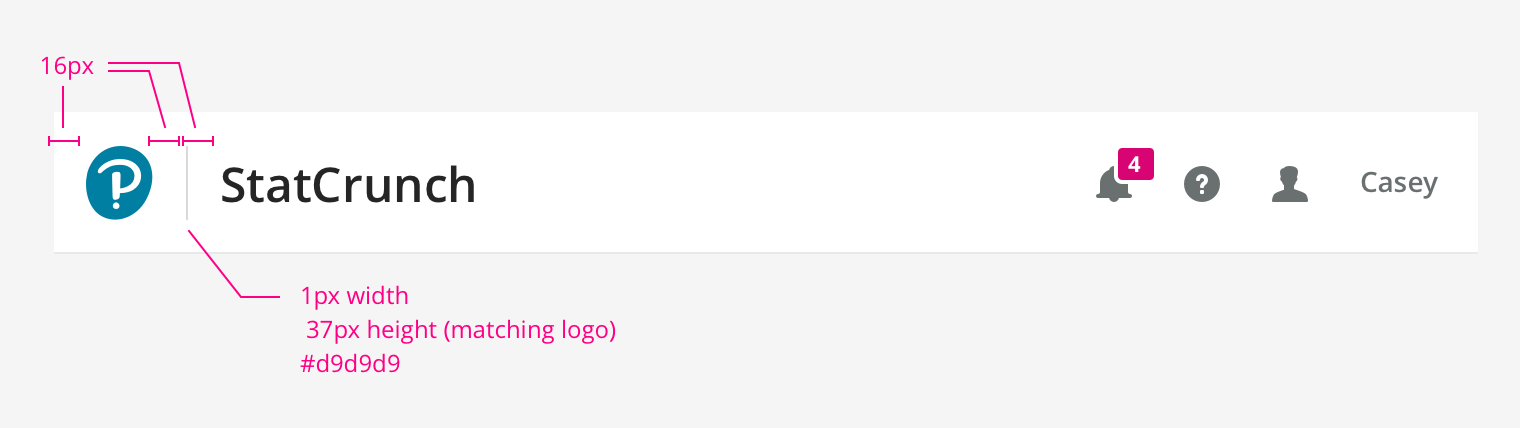 16px
StatCrunch
4
?
Casey
1px width
37px height (matching logo)
#d9d9d9